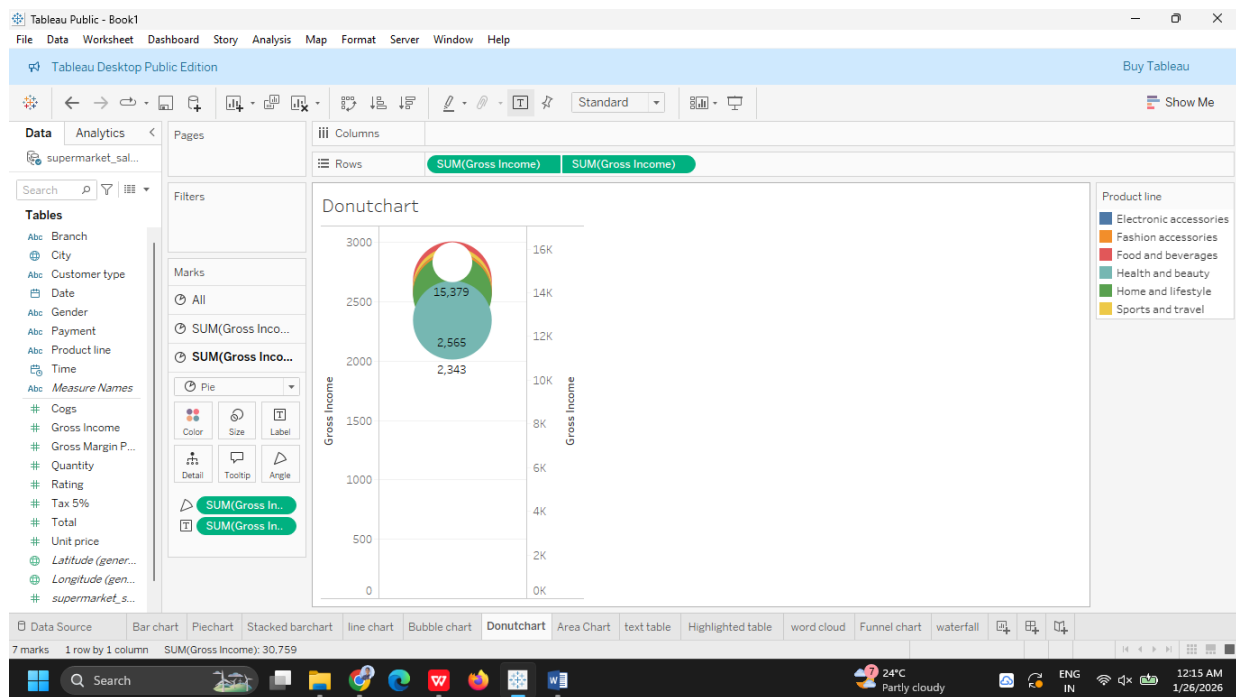 Tableau Public - Book1
File Data Worksheet Dashboard Story Analysis Map Format Server Window Help
Tableau Desktop Public Edition
Buy Tableau
Standard
Show Me
Data Analytics
supermarket_sal...
Search
Tables
Abc Branch
City
Abc Customer type
Date
Abc Gender
Abc Payment
Abc Product line
Time
Abc Measure Names
# Cogs
# Gross Income
# Gross Margin P...
# Quantity
# Rating
# Tax 5%
# Total
# Unit price
Latitude (gener...
Longitude (gen...
# supermarket_s...
Pages
Filters
Marks
All
SUM(Gross Inco...
SUM(Gross Inco...
Pie
Color Size Label
Detail Tooltip Angle
SUM(Gross In..
SUM(Gross In..
Columns
Rows SUM(Gross Income) SUM(Gross Income)
Donutchart
3000
2500
2000
1500
1000
500
0
Gross Income
15,379
2,565
2,343
16K
14K
12K
10K
8K
6K
4K
2K
0K
Gross Income
Product line
Electronic accessories
Fashion accessories
Food and beverages
Health and beauty
Home and lifestyle
Sports and travel
Data Source Bar chart Piechart Stacked barchart line chart Bubble chart Donutchart Area Chart text table Highlighted table word cloud Funnel chart waterfall
7 marks 1 row by 1 column SUM(Gross Income): 30,759
Search
7
24°C
Partly cloudy
ENG
IN
12:15 AM
1/26/2026